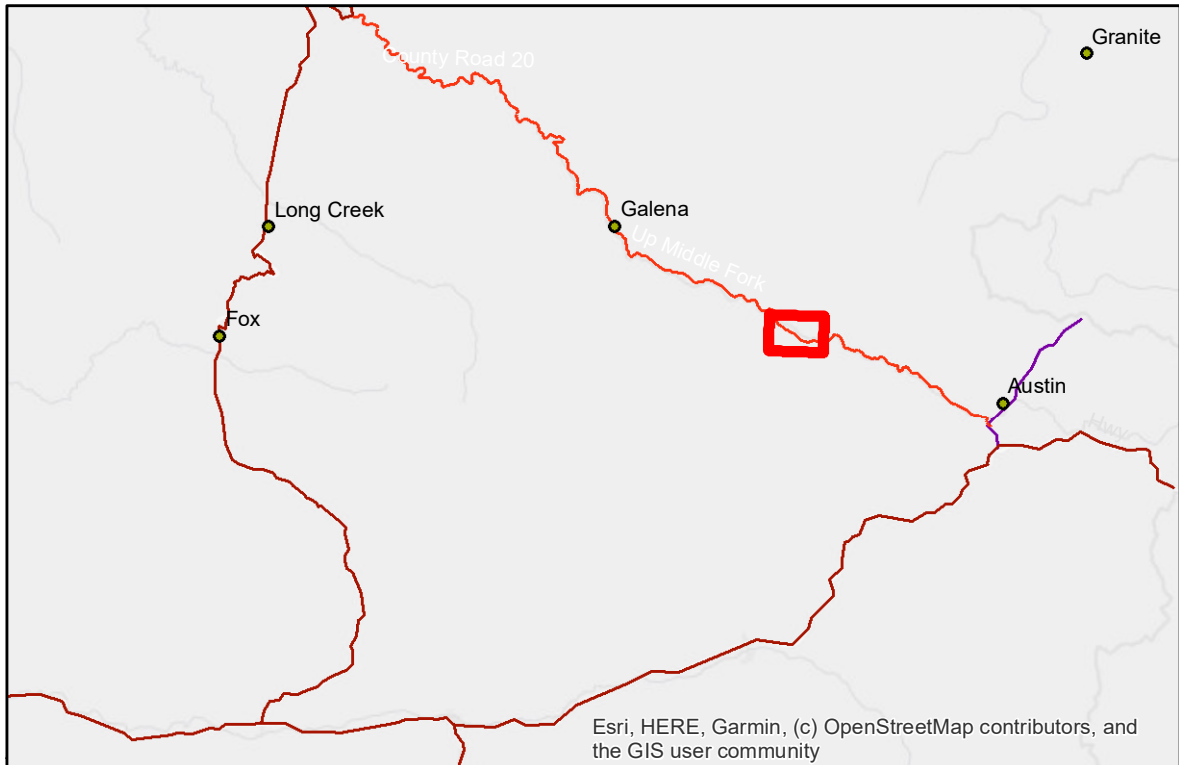 Granite
County Road 20
Long Creek
Galena
Up Middle Fork
Fox
Austin
Hwy
Esri, HERE, Garmin, (c) OpenStreetMap contributors, and
the GIS user community